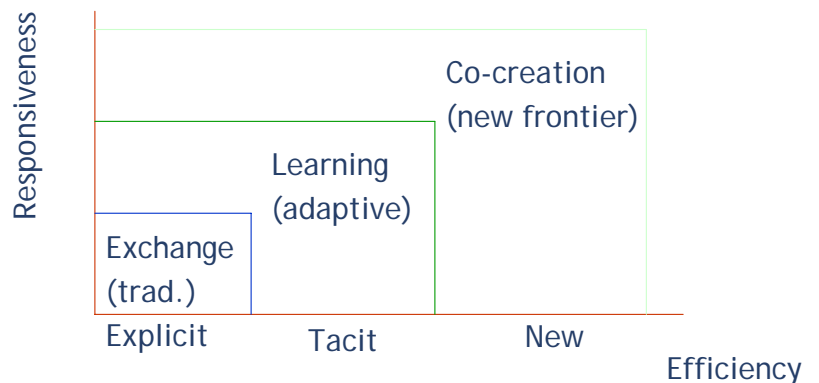 Responsiveness
Co-creation
(new frontier)
Learning
(adaptive)
Exchange
(trad.)
Explicit
Tacit
New
Efficiency